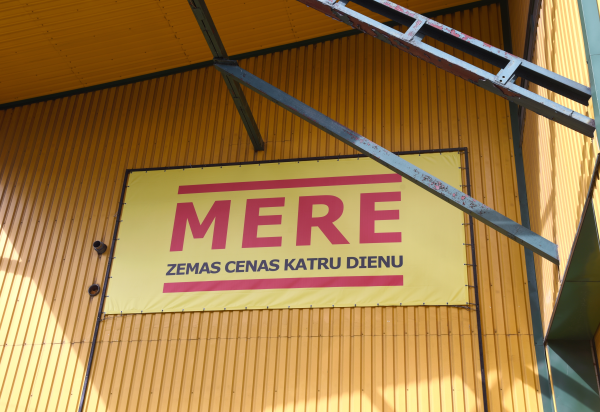 MERE
ZEMAS CENAS KATRU DIENU